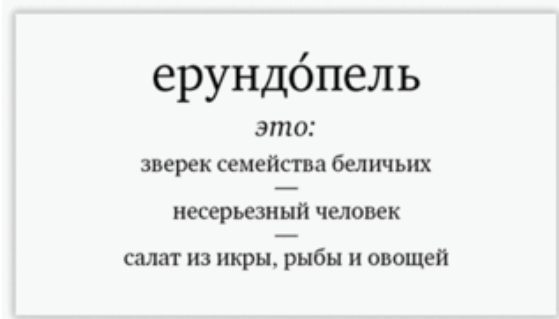 ерундо́пель
это:
зверек семейства беличьих
—
несерьезный человек
—
салат из икры, рыбы и овощей